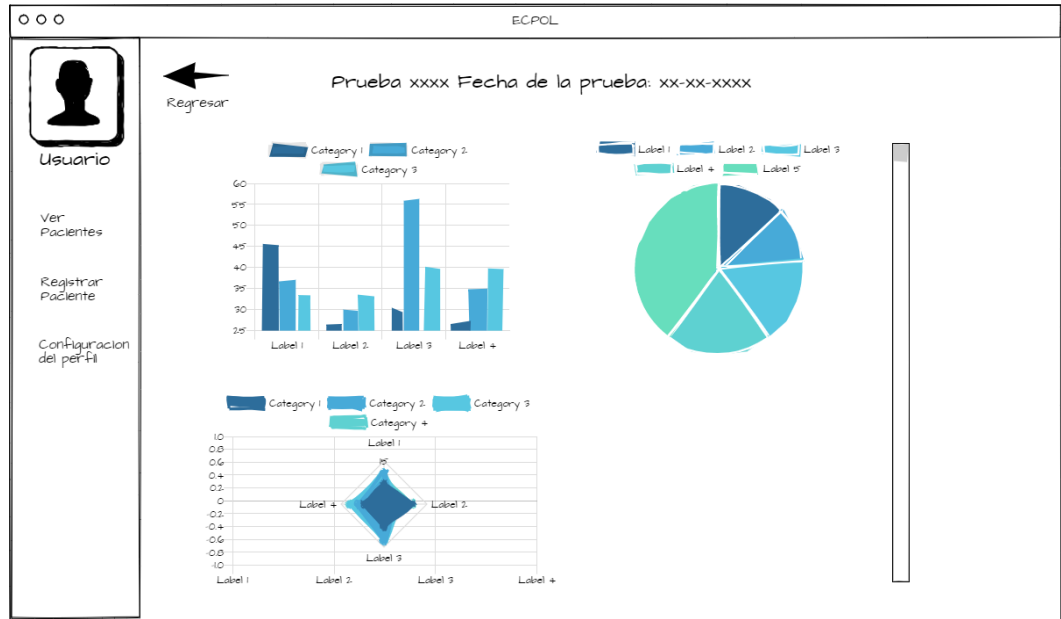 ECPOL
Usuario
Ver
Pacientes
Registrar
Paciente
Configuracion
del perfil
Regresar
Prueba xxxx Fecha de la prueba: xx-xx-xxxx
Category 1 Category 2
Category 3
60
55
50
45
40
35
30
25
Label 1 Label 2 Label 3 Label 4
Label 1 Label 2 Label 3
Label 4 Label 5
Category 1 Category 2 Category 3
Category 4
1.0
0.8
0.6
0.4
0.2
0
-0.2
-0.4
-0.6
-0.8
-1.0
Label 1
15
Label 4 Label 2
Label 3
Label 1 Label 2 Label 3 Label 4